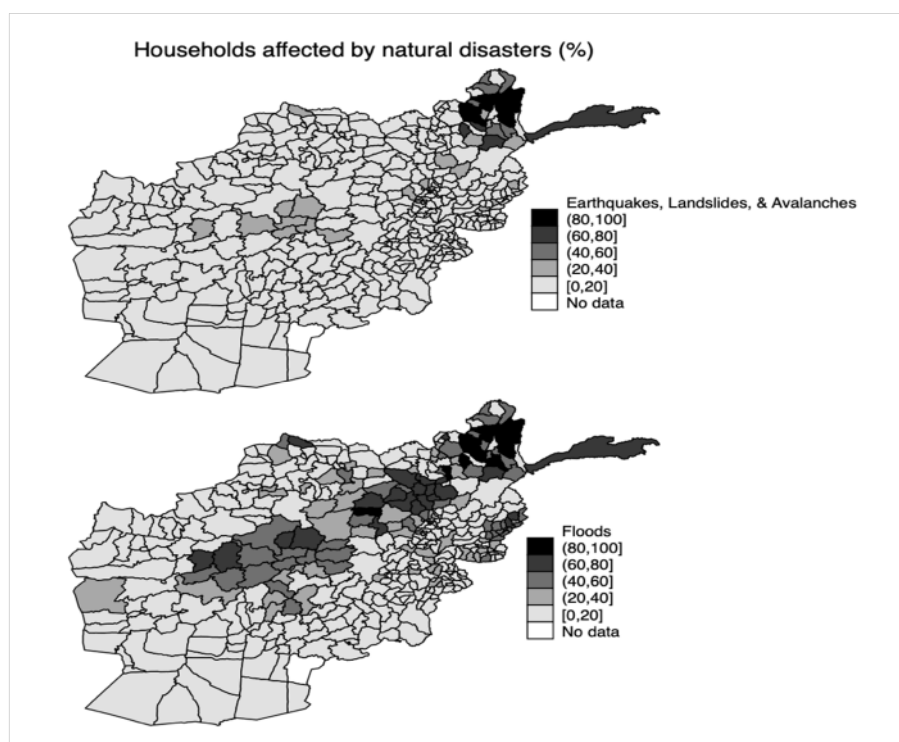 Households affected by natural disasters (%)
Earthquakes, Landslides, & Avalanches
(80,100]
(60,80]
(40,60]
(20,40]
[0,20]
No data
Floods
(80,100]
(60,80]
(40,60]
(20,40]
[0,20]
No data